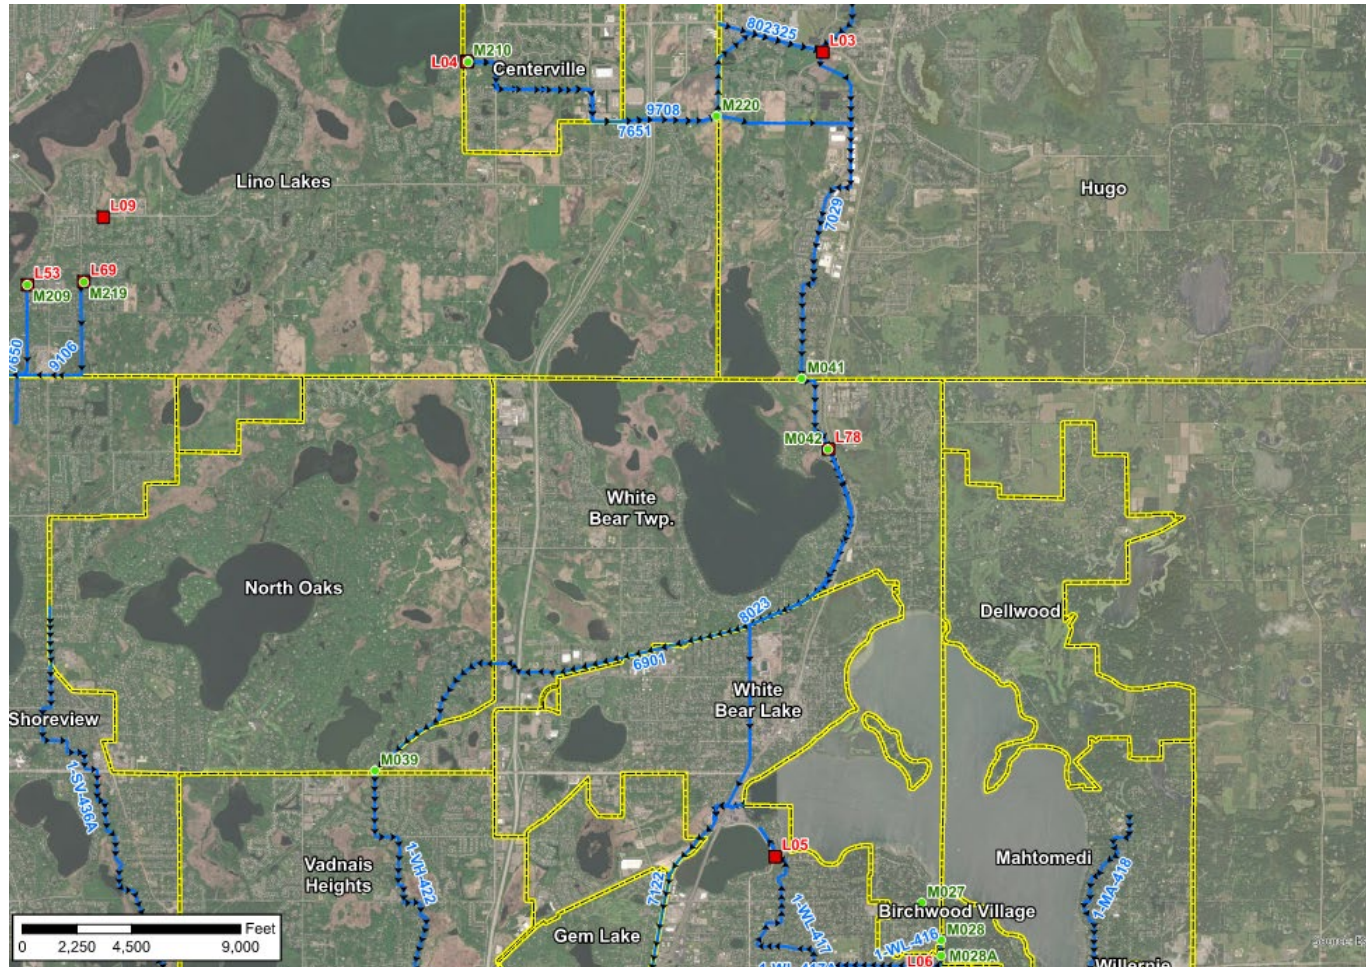 802325
L03
M210
L04
Centerville
9708
M220
7651
Lino Lakes
Hugo
L09
7029
L53
L69
M209
M219
7650
9106
M041
M042
L78
White
Bear Twp.
North Oaks
Dellwood
8023
6901
White
Bear Lake
Shoreview
M039
1-SV-436A
1-VH-422
Vadnais
Heights
L05
Mahtomedi
1-MA-418
7122
1-WL-417
M027
Birchwood Village
Gem Lake
1-WL-416
M028
L06
M028A
Willernie
Feet
0 2,250 4,500 9,000